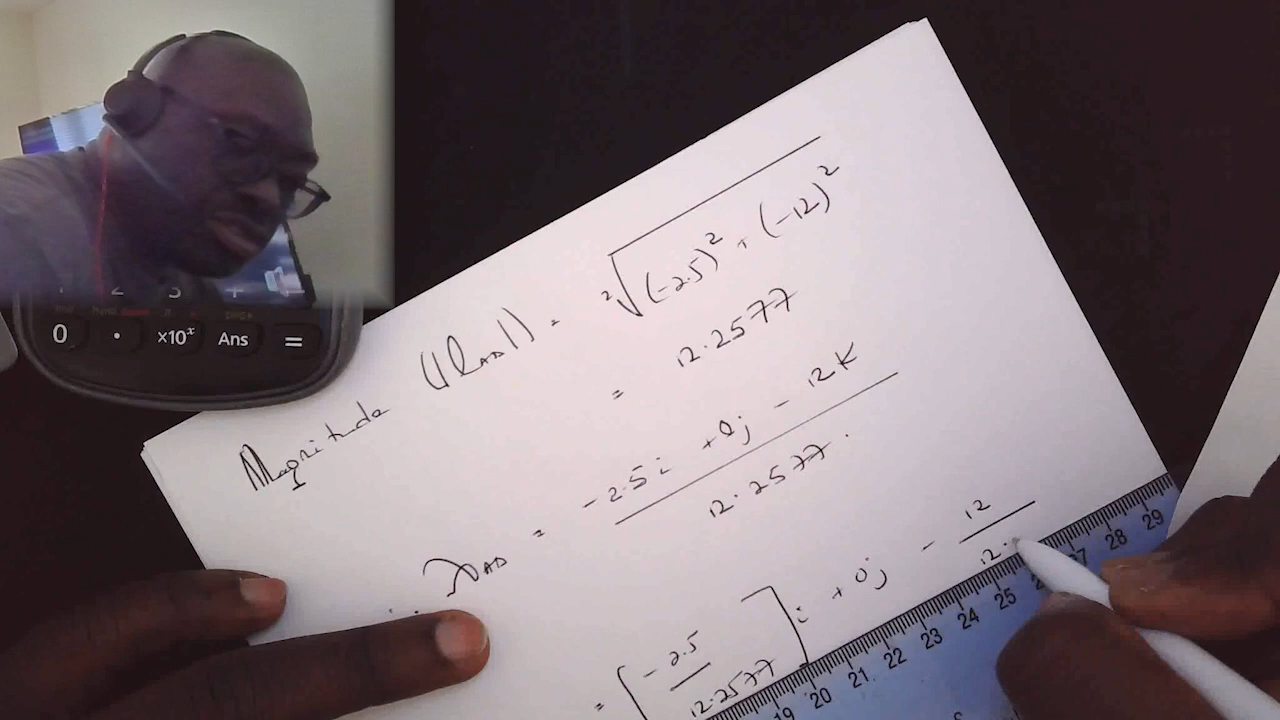 Magnitude (|l_AD|) = ²√(-2.5)² + (-12)²
= 12.2577
λ_AD = -2.5i + 0j - 12k
12.2577
= [-2.5 / 12.2577]i + 0j - 12 / 12.
0 . ×10ˣ Ans =
19 20 21 22 23 24 25 27 28 29